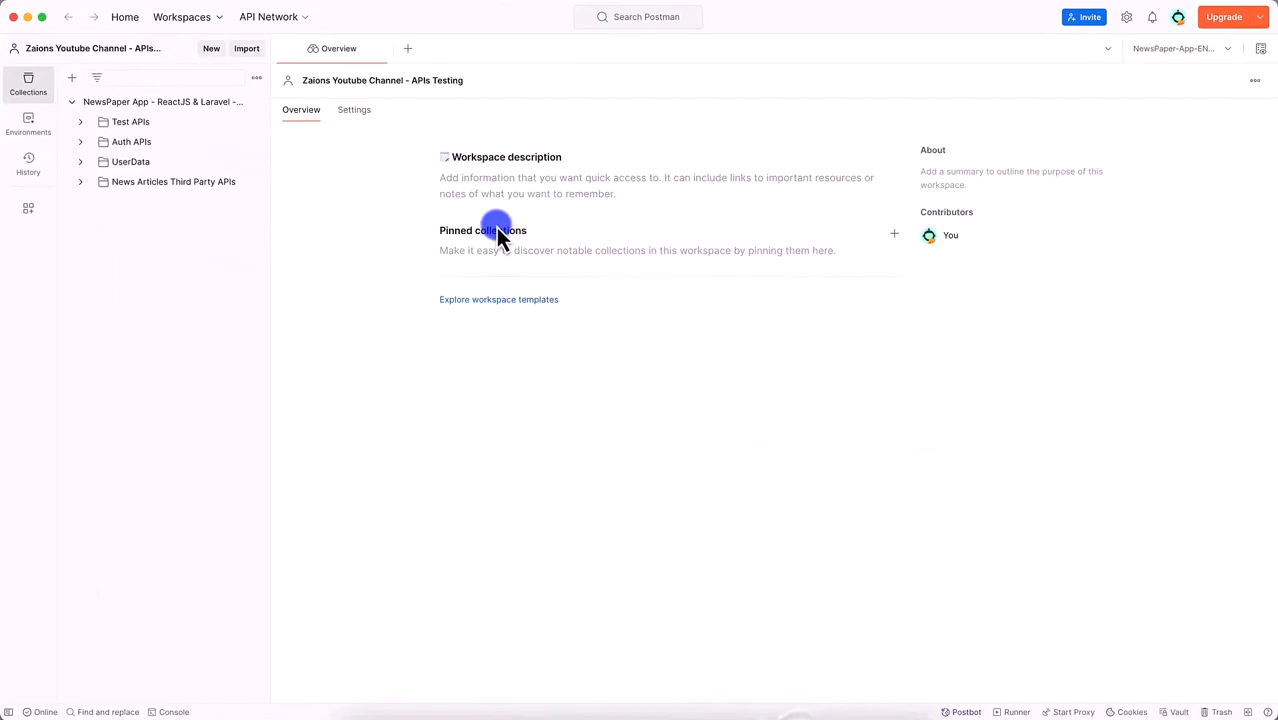 Home
Workspaces
API Network
Search Postman
Invite
Upgrade
Zaions Youtube Channel - APIs...
New
Import
Overview
NewsPaper-App-EN...
Collections
Environments
History
NewsPaper App - ReactJS & Laravel -...
Test APIs
Auth APIs
UserData
News Articles Third Party APIs
Zaions Youtube Channel - APIs Testing
Overview
Settings
Workspace description
Add information that you want quick access to. It can include links to important resources or
notes of what you want to remember.
Pinned collections
Make it easy to discover notable collections in this workspace by pinning them here.
Explore workspace templates
About
Add a summary to outline the purpose of this
workspace.
Contributors
You
Online
Find and replace
Console
Postbot
Runner
Start Proxy
Cookies
Vault
Trash